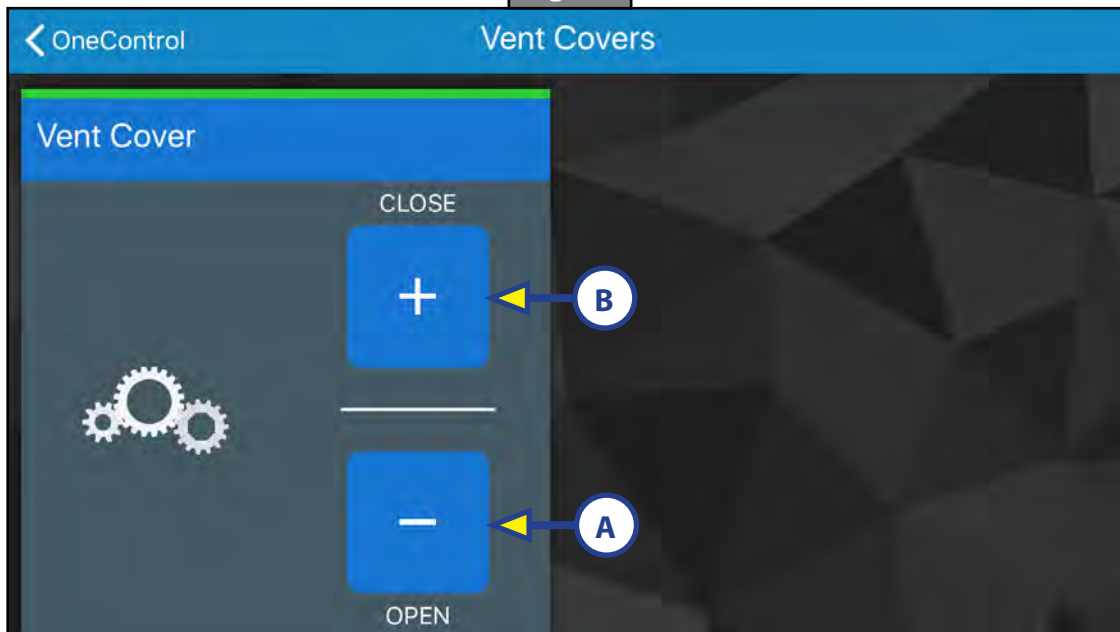 OneControl
Vent Covers
Vent Cover
CLOSE
+
B
−
A
OPEN